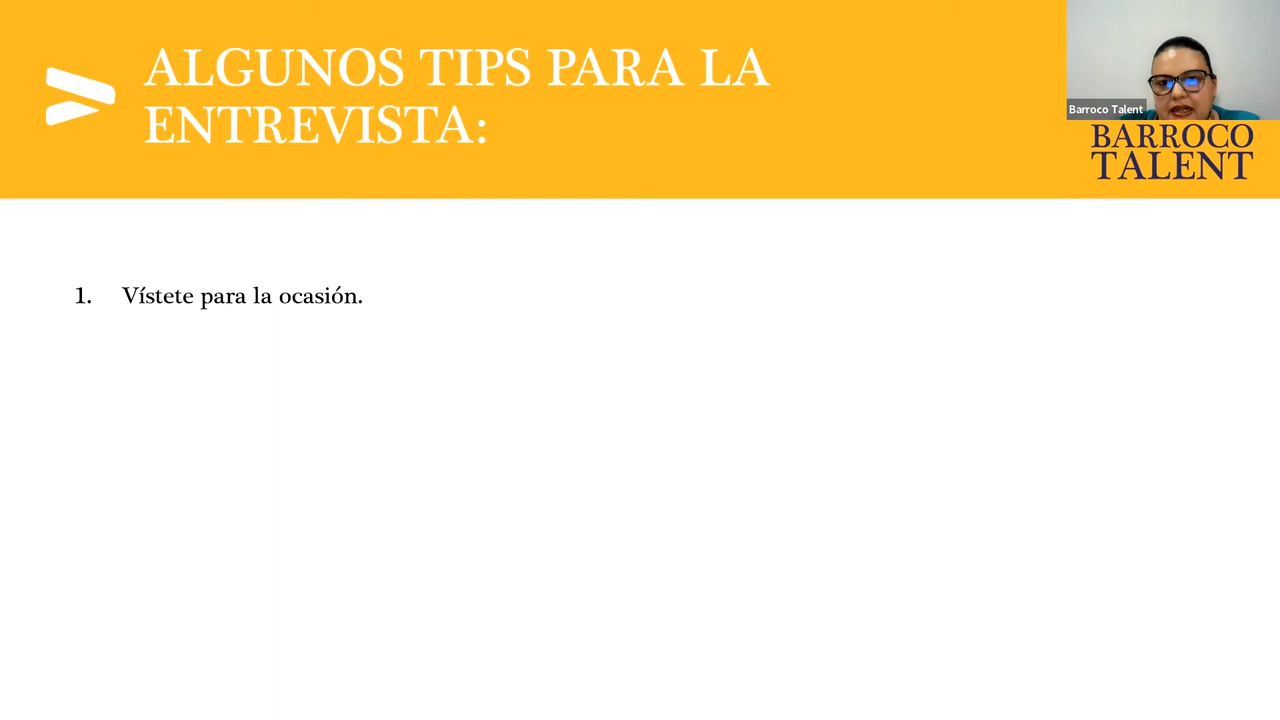 ALGUNOS TIPS PARA LA
ENTREVISTA:
Barroco Talent
BARROCO
TALENT
1. Vístete para la ocasión.